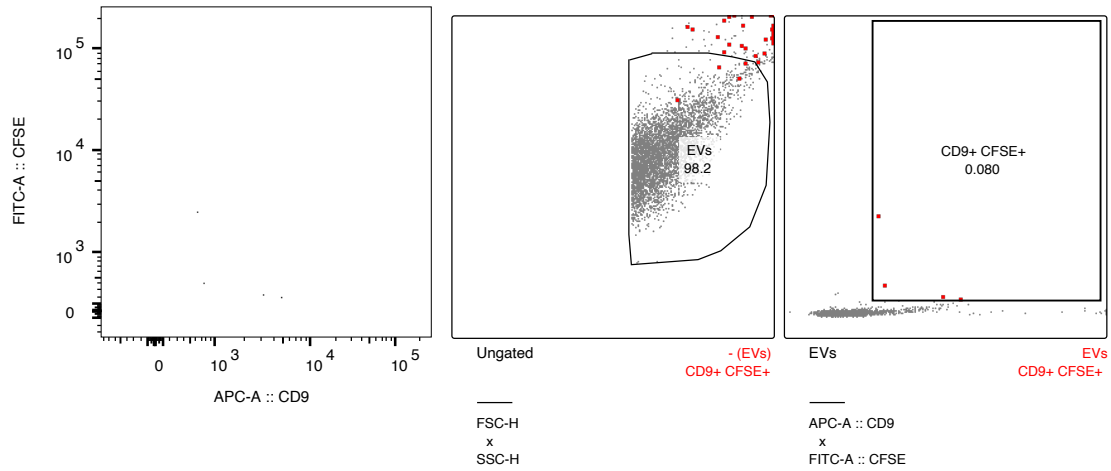 FITC-A :: CFSE
10^5
10^4
10^3
0
0
10^3
10^4
10^5
APC-A :: CD9
EVs
98.2
Ungated
- (EVs)
CD9+ CFSE+
FSC-H
x
SSC-H
CD9+ CFSE+
0.080
EVs
EVs
CD9+ CFSE+
APC-A :: CD9
x
FITC-A :: CFSE